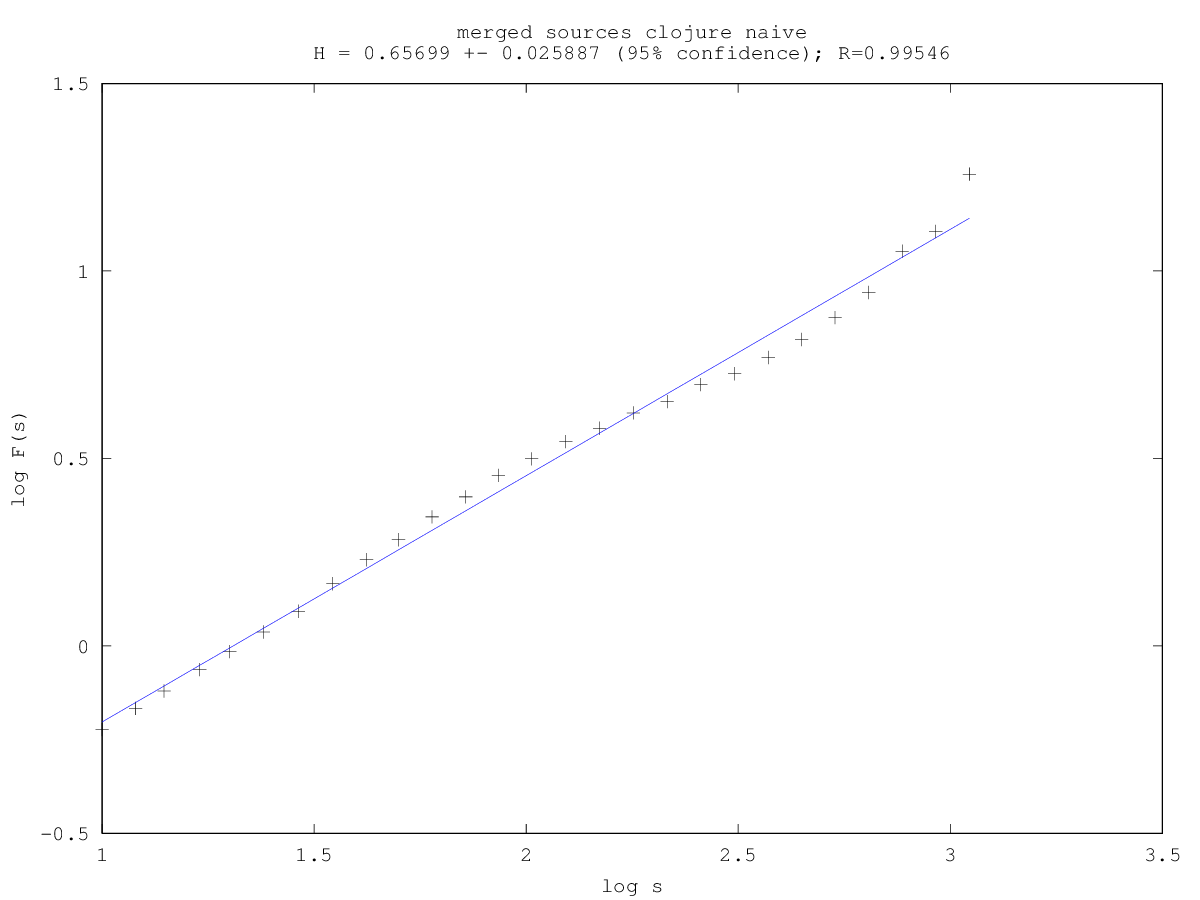 merged sources clojure naive
H = 0.65699 +- 0.025887 (95% confidence); R=0.99546
1.5
1
0.5
0
-0.5
log F(s)
1
1.5
2
2.5
3
3.5
log s